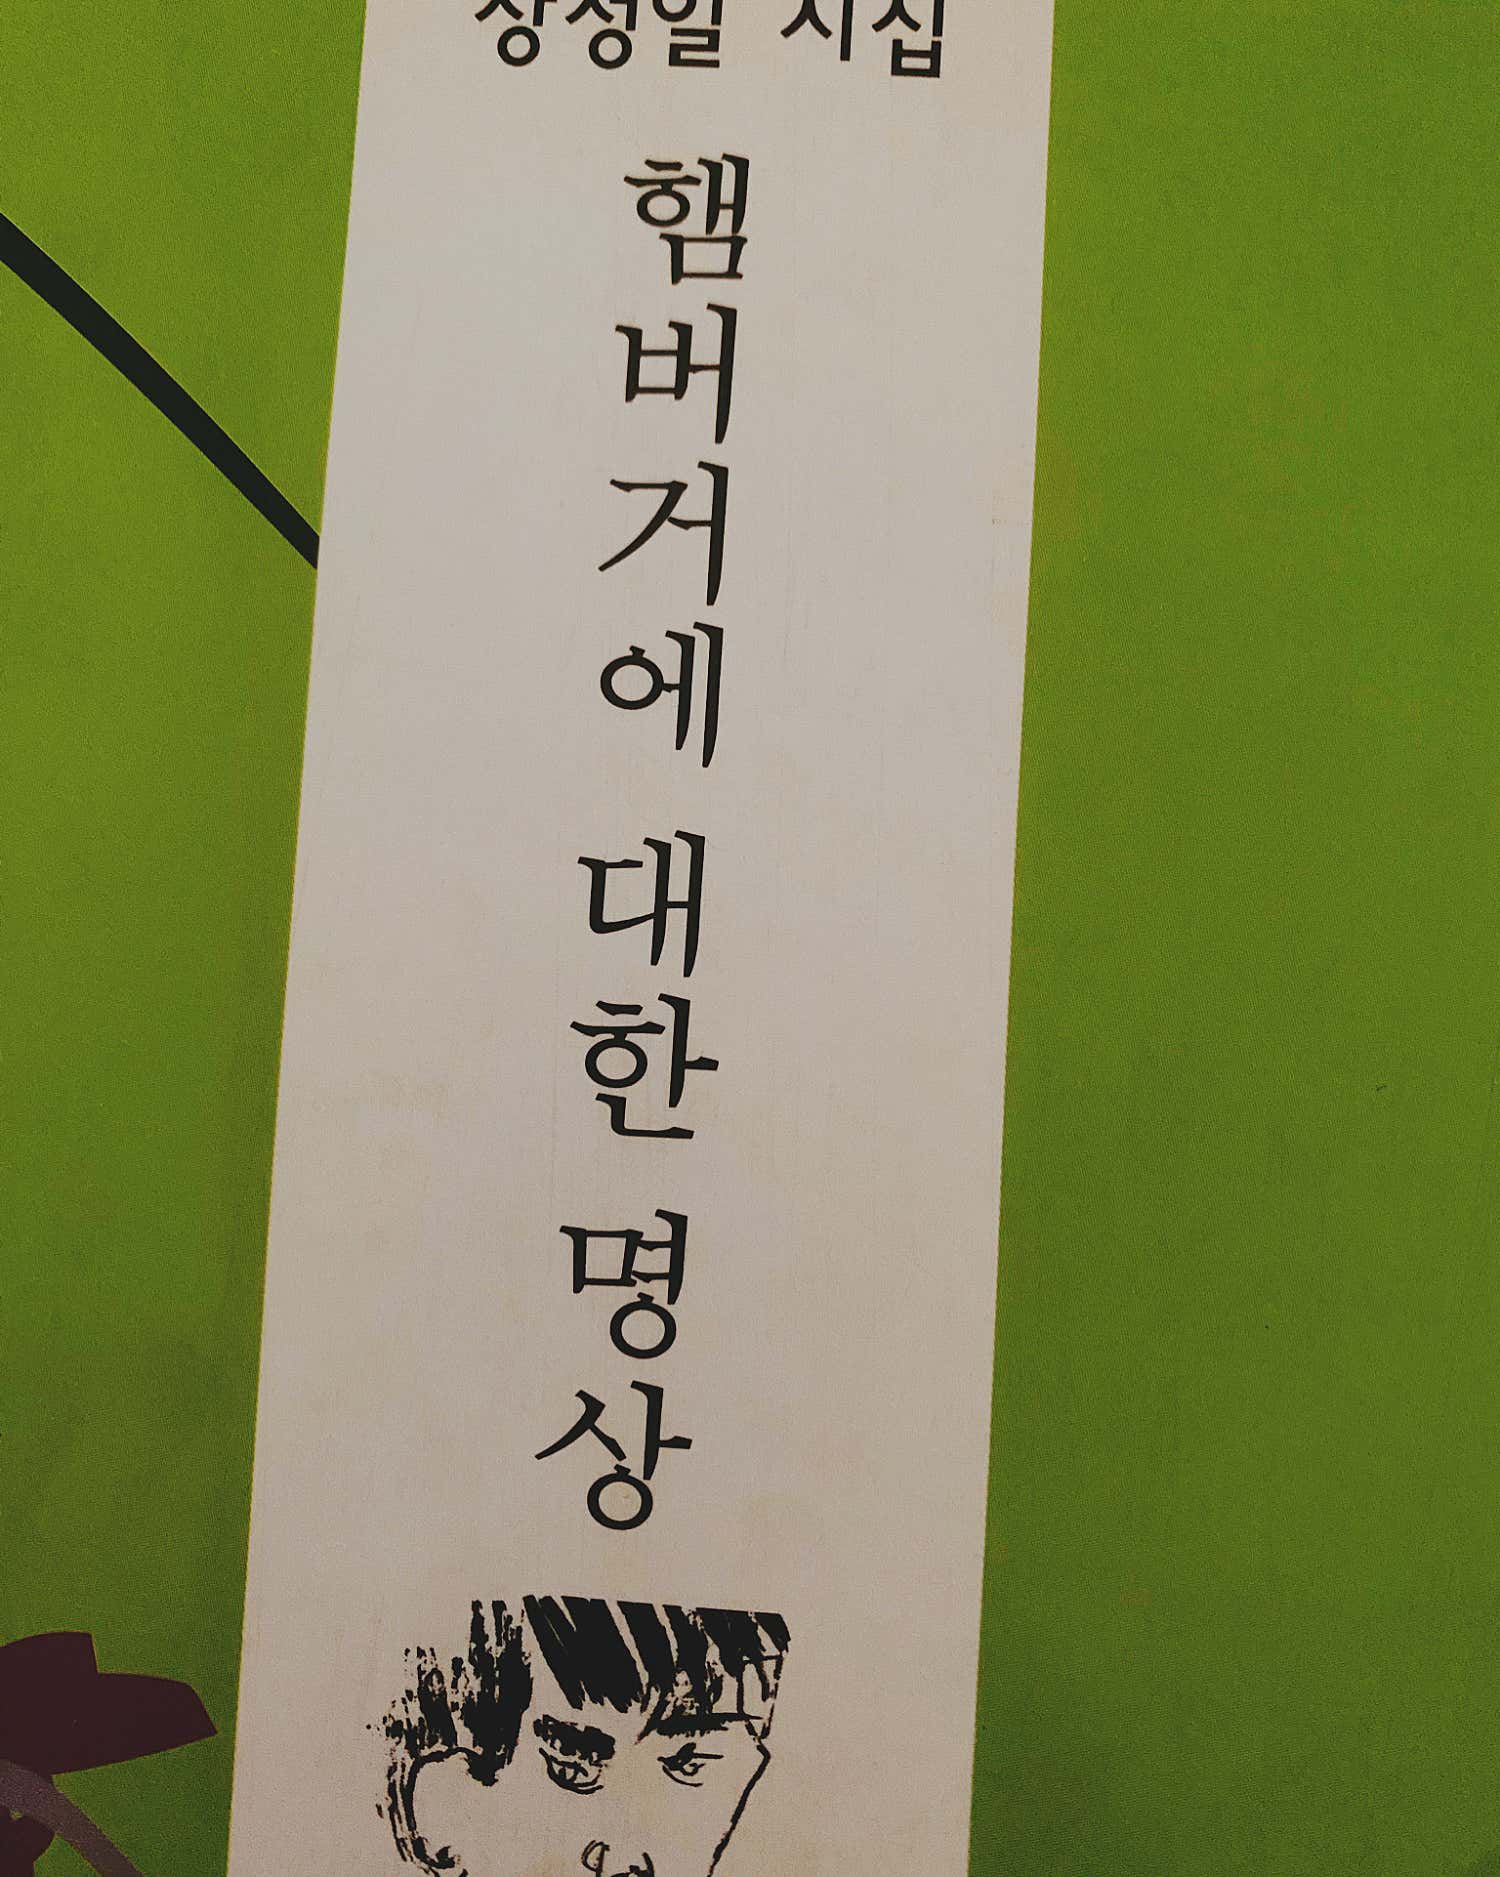 장정일 시집
햄버거에 대한 명상